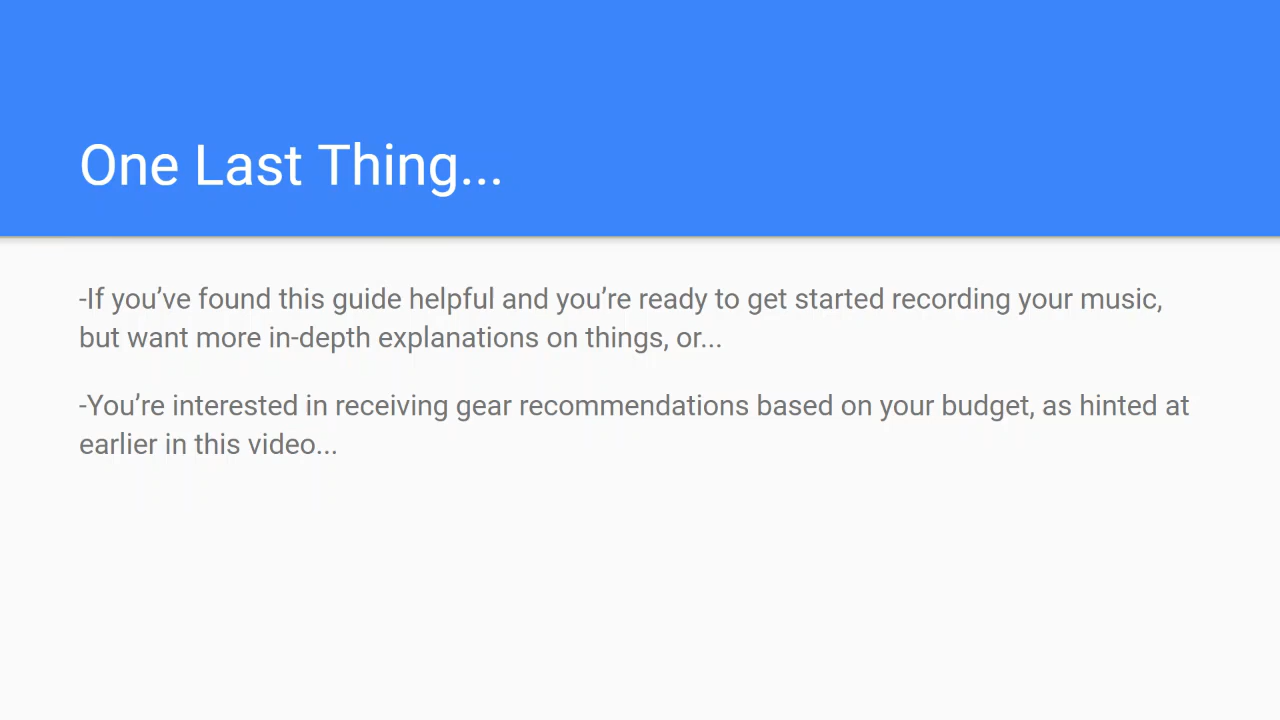 One Last Thing...
-If you’ve found this guide helpful and you’re ready to get started recording your music,
but want more in-depth explanations on things, or...
-You’re interested in receiving gear recommendations based on your budget, as hinted at
earlier in this video...